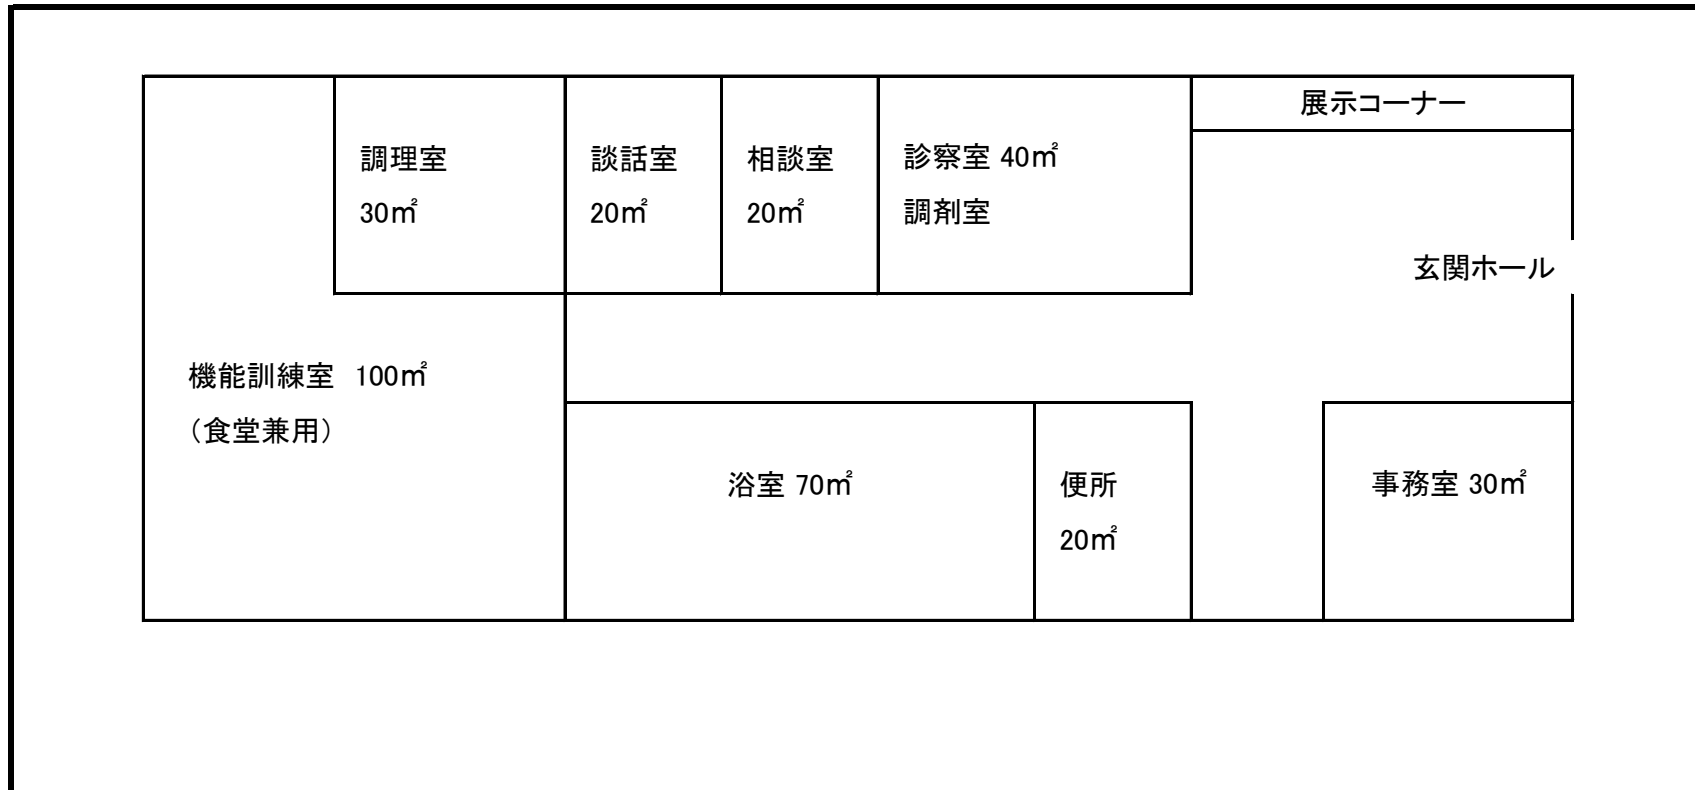 展示コーナー
調理室
30㎡
談話室
20㎡
相談室
20㎡
診察室 40㎡
調剤室
玄関ホール
機能訓練室 100㎡
（食堂兼用）
浴室 70㎡
便所
20㎡
事務室 30㎡